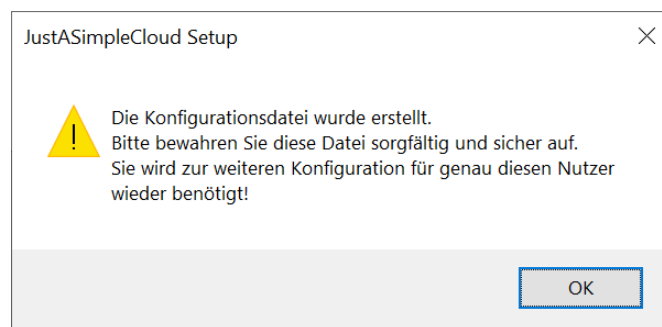 JustASimpleCloud Setup
Die Konfigurationsdatei wurde erstellt.
Bitte bewahren Sie diese Datei sorgfältig und sicher auf.
Sie wird zur weiteren Konfiguration für genau diesen Nutzer
wieder benötigt!
OK